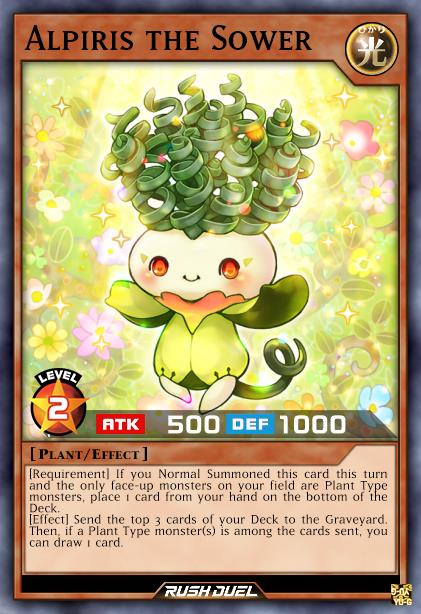 Alpiris the Sower
ひかり
光
LEVEL
2
ATK 500 DEF 1000
[Plant/Effect]
[Requirement] If you Normal Summoned this card this turn
and the only face-up monsters on your field are Plant Type
monsters, place 1 card from your hand on the bottom of the
Deck.
[Effect] Send the top 3 cards of your Deck to the Graveyard.
Then, if a Plant Type monster(s) is among the cards sent, you
can draw 1 card.
RUSH DUEL